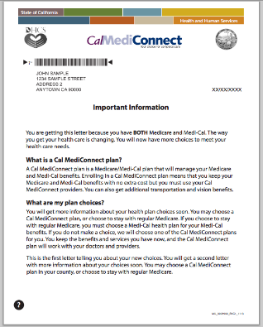 State of California
Health and Human Services
CalMediConnect
JOHN SAMPLE
1234 SAMPLE STREET
ADDRESS 2
ANYTOWN CA 90000
XX/XX/XXXX
Important Information
You are getting this letter because you have BOTH Medicare and Medi-Cal. The way
you get your health care is changing. You will now have more choices to meet your
health care needs.
What is a Cal MediConnect plan?
A Cal MediConnect plan is a Medicare/Medi-Cal plan that will manage your Medicare
and Medi-Cal benefits. Enrolling in a Cal MediConnect plan means that you keep your
Medicare and Medi-Cal benefits with no extra cost but you must use your Cal
MediConnect providers. You can also get additional transportation and vision benefits.
What are my plan choices?
You will get more information about your health plan choices soon. You may choose a
Cal MediConnect plan, or choose to stay with regular Medicare. If you choose to stay
with regular Medicare, you must choose a Medi-Cal health plan for your Medi-Cal
benefits. If you do not make a choice, we will choose one of the Cal MediConnect plans
for you. You keep the benefits and services you have now, and the Cal MediConnect
plan will work with your doctors and providers.
This is the first letter telling you about your new choices. You will get a second letter
with more information about your choices soon. You may choose a Cal MediConnect
plan in your county, or choose to stay with regular Medicare.